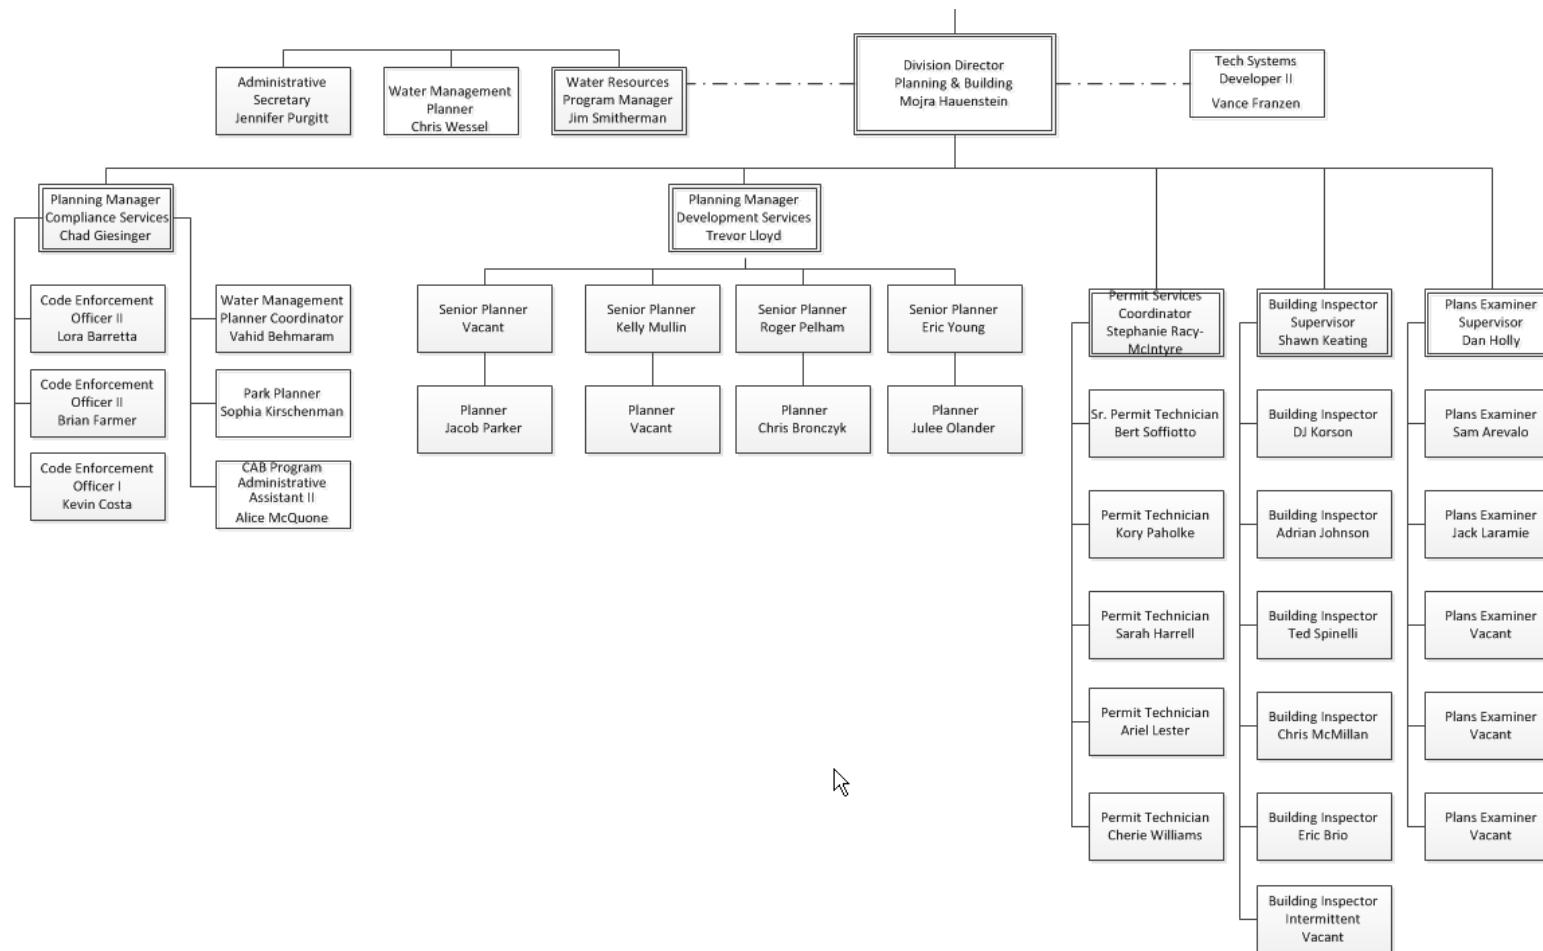 Administrative
Secretary
Jennifer Purgitt
Water Management
Planner
Chris Wessel
Water Resources
Program Manager
Jim Smitherman
Division Director
Planning & Building
Mojra Hauenstein
Tech Systems
Developer II
Vance Franzen
Planning Manager
Compliance Services
Chad Giesinger
Planning Manager
Development Services
Trevor Lloyd
Code Enforcement
Officer II
Lora Barretta
Code Enforcement
Officer II
Brian Farmer
Code Enforcement
Officer I
Kevin Costa
Water Management
Planner Coordinator
Vahid Behmaram
Park Planner
Sophia Kirschenman
CAB Program
Administrative
Assistant II
Alice McQuone
Senior Planner
Vacant
Senior Planner
Kelly Mullin
Senior Planner
Roger Pelham
Senior Planner
Eric Young
Planner
Jacob Parker
Planner
Vacant
Planner
Chris Bronczyk
Planner
Julee Olander
Permit Services
Coordinator
Stephanie Racy-
McIntyre
Sr. Permit Technician
Bert Soffiotto
Permit Technician
Kory Paholke
Permit Technician
Sarah Harrell
Permit Technician
Ariel Lester
Permit Technician
Cherie Williams
Building Inspector
Supervisor
Shawn Keating
Building Inspector
DJ Korson
Building Inspector
Adrian Johnson
Building Inspector
Ted Spinelli
Building Inspector
Chris McMillan
Building Inspector
Eric Brio
Building Inspector
Intermittent
Vacant
Plans Examiner
Supervisor
Dan Holly
Plans Examiner
Sam Arevalo
Plans Examiner
Jack Laramie
Plans Examiner
Vacant
Plans Examiner
Vacant
Plans Examiner
Vacant